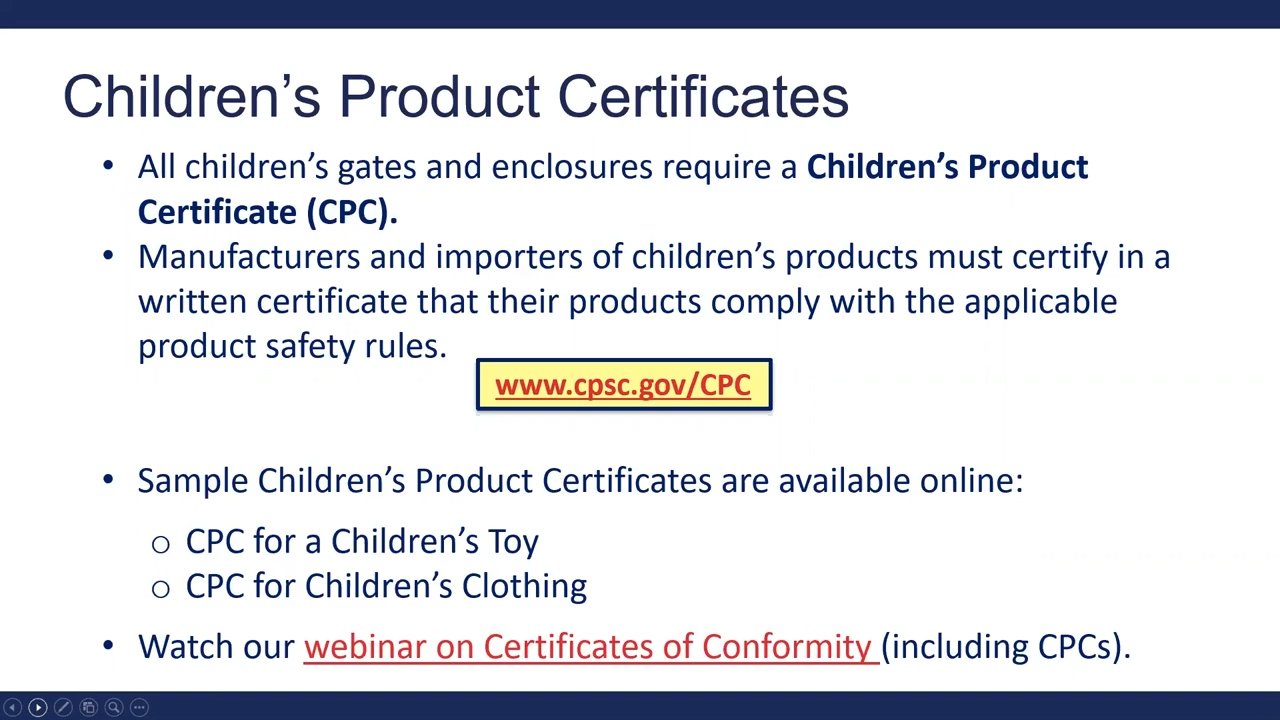 Children’s Product Certificates
• All children’s gates and enclosures require a Children’s Product
Certificate (CPC).
• Manufacturers and importers of children’s products must certify in a
written certificate that their products comply with the applicable
product safety rules.
www.cpsc.gov/CPC
• Sample Children’s Product Certificates are available online:
o CPC for a Children’s Toy
o CPC for Children’s Clothing
• Watch our webinar on Certificates of Conformity (including CPCs).